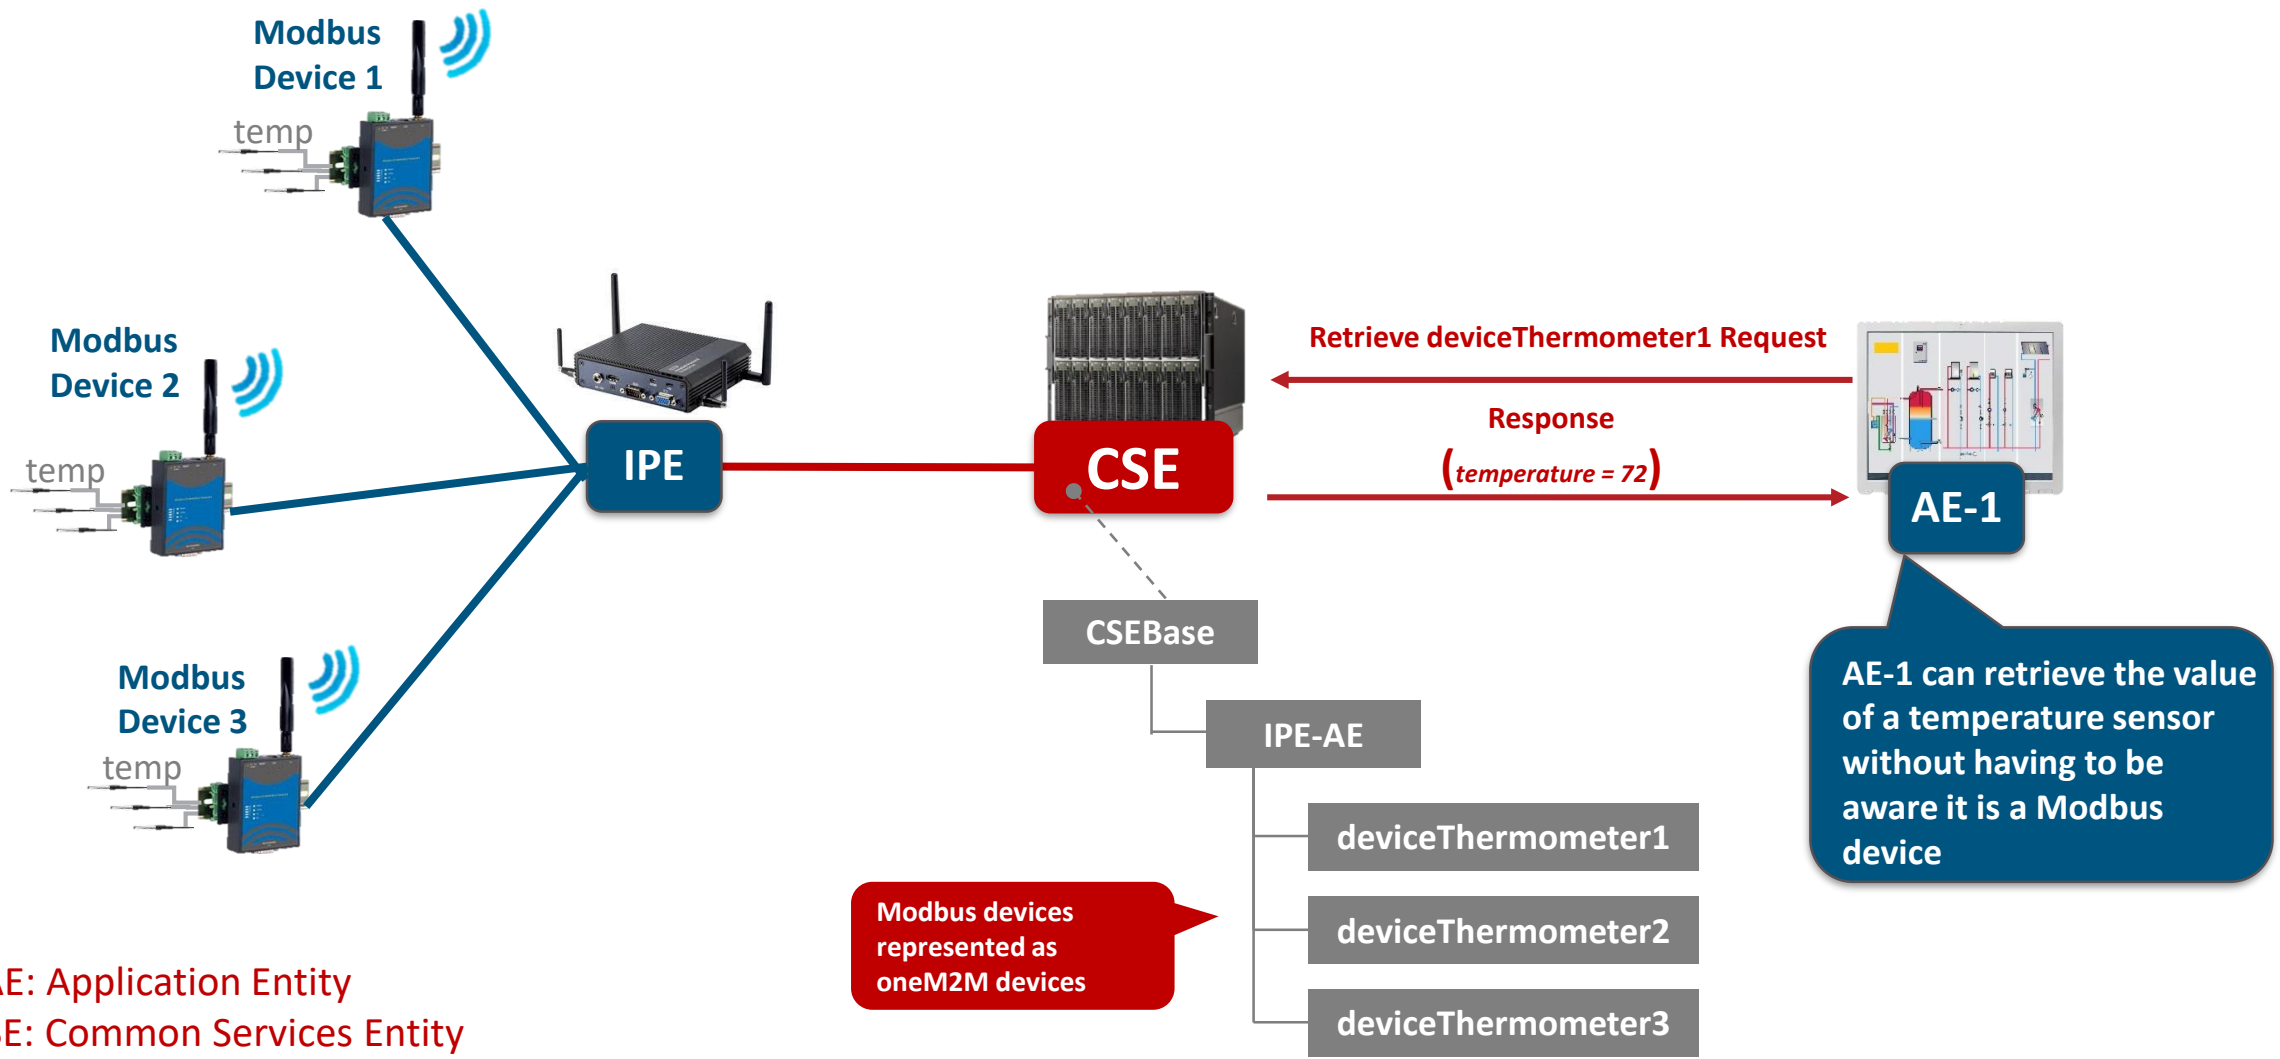 Modbus
Device 1
temp
Modbus
Device 2
temp
Modbus
Device 3
temp
IPE
CSE
Retrieve deviceThermometer1 Request
Response
(temperature = 72)
AE-1
AE-1 can retrieve the value
of a temperature sensor
without having to be
aware it is a Modbus
device
CSEBase
IPE-AE
deviceThermometer1
deviceThermometer2
deviceThermometer3
Modbus devices
represented as
oneM2M devices
AE: Application Entity
SE: Common Services Entity